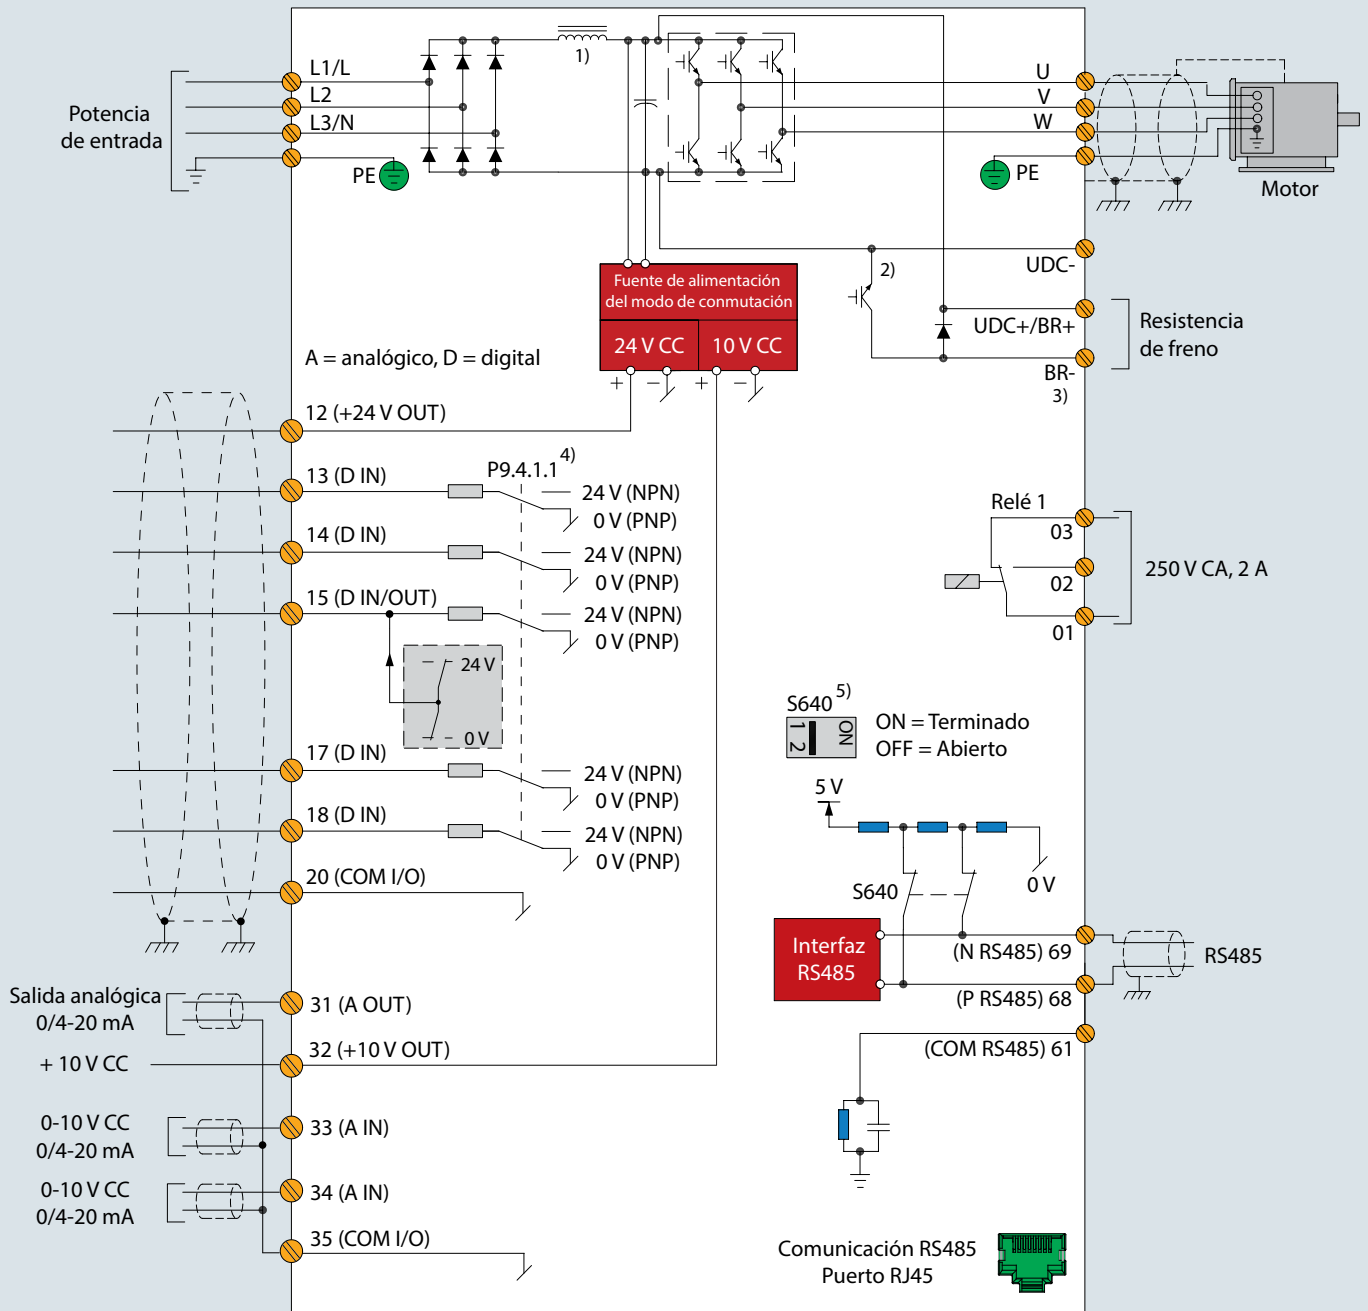 Potencia
de entrada
L1/L
L2
L3/N
PE
1)
U
V
W
PE
Motor
UDC-
2)
UDC+/BR+
BR-
3)
Resistencia
de freno
Fuente de alimentación
del modo de conmutación
24 V CC
10 V CC
+
−
+
−
A = analógico, D = digital
12 (+24 V OUT)
13 (D IN)
P9.4.1.1 4)
24 V (NPN)
0 V (PNP)
14 (D IN)
24 V (NPN)
0 V (PNP)
15 (D IN/OUT)
24 V (NPN)
0 V (PNP)
24 V
0 V
17 (D IN)
24 V (NPN)
0 V (PNP)
18 (D IN)
24 V (NPN)
0 V (PNP)
20 (COM I/O)
Relé 1
03
02
01
250 V CA, 2 A
S640 5)
1 2
ON
ON = Terminado
OFF = Abierto
5 V
0 V
S640
Interfaz
RS485
(N RS485) 69
(P RS485) 68
RS485
(COM RS485) 61
Salida analógica
0/4-20 mA
31 (A OUT)
+ 10 V CC
32 (+10 V OUT)
0-10 V CC
0/4-20 mA
33 (A IN)
0-10 V CC
0/4-20 mA
34 (A IN)
35 (COM I/O)
Comunicación RS485
Puerto RJ45